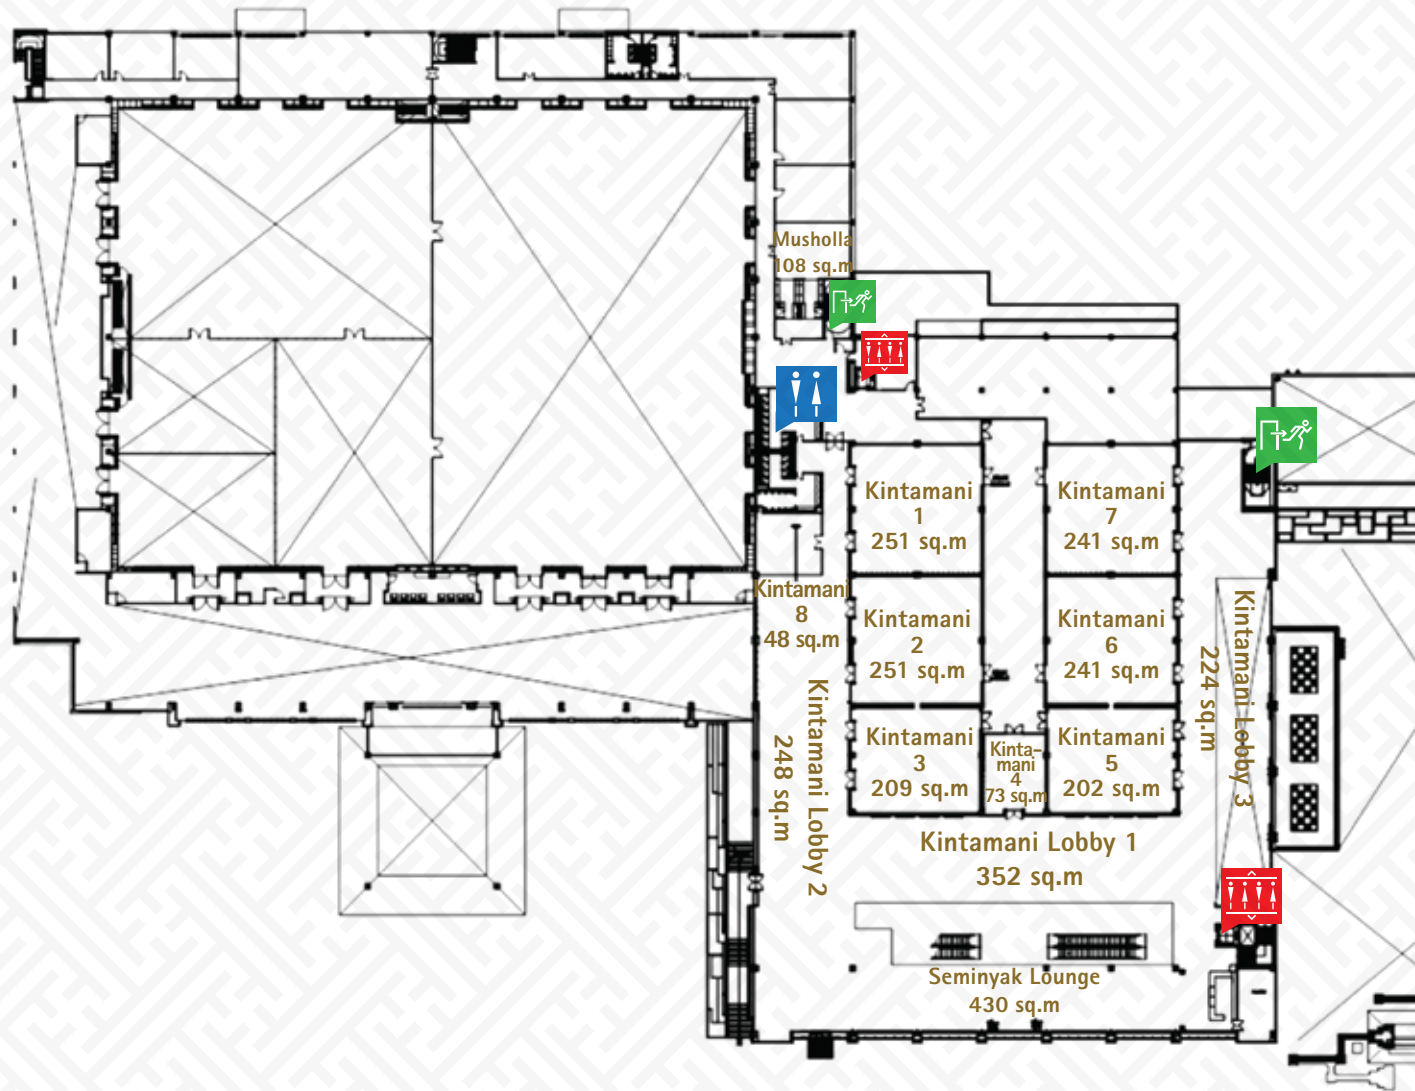 Musholla
108 sq.m
Kintamani
1
251 sq.m
Kintamani
7
241 sq.m
Kintamani
8
48 sq.m
Kintamani
2
251 sq.m
Kintamani
6
241 sq.m
Kintamani Lobby 3
224 sq.m
Kintamani Lobby 2
248 sq.m
Kintamani
3
209 sq.m
Kinta-
mani
4
73 sq.m
Kintamani
5
202 sq.m
Kintamani Lobby 1
352 sq.m
Seminyak Lounge
430 sq.m